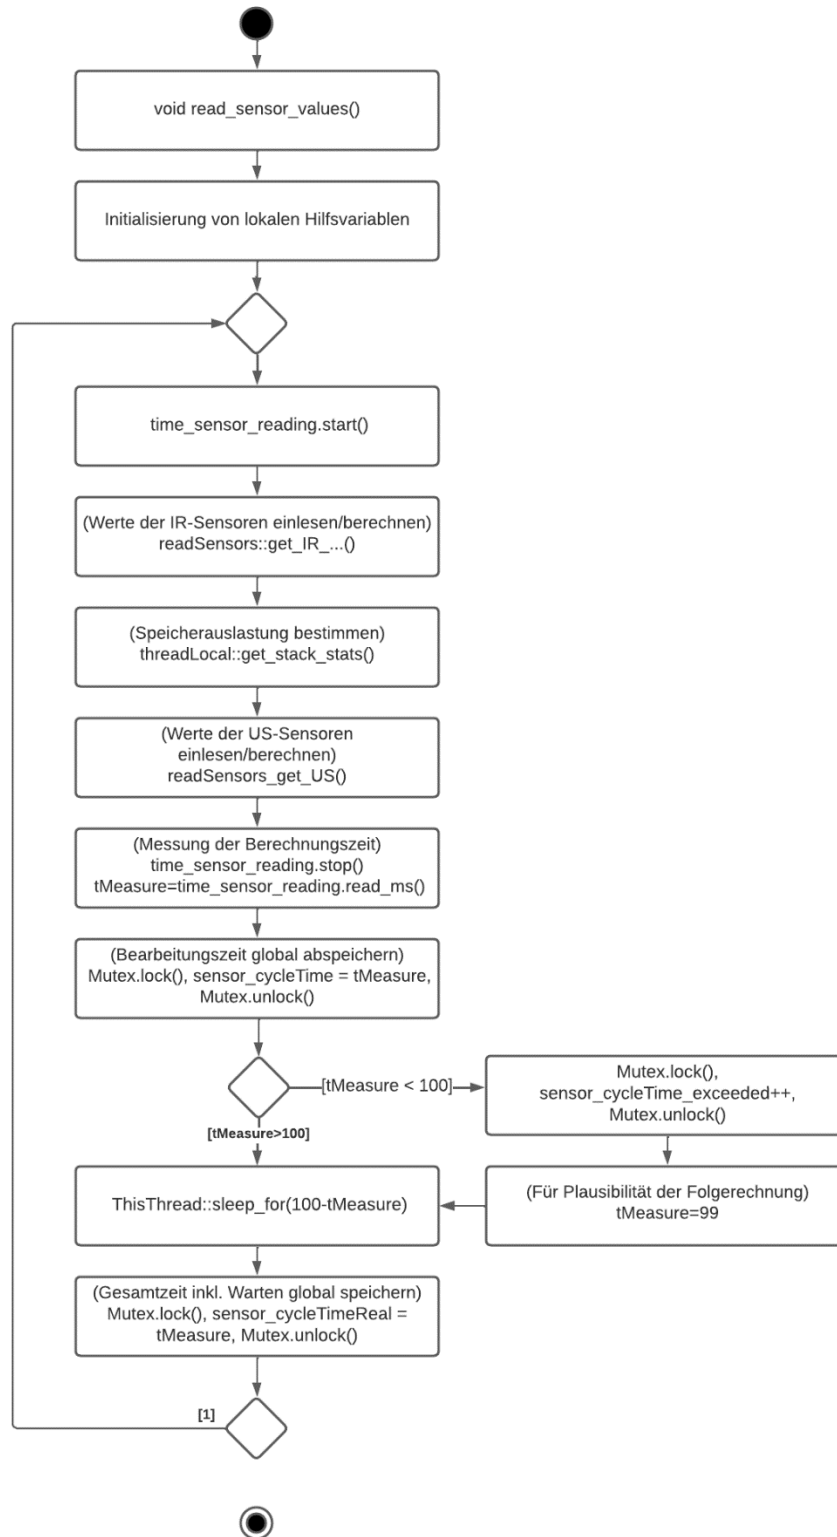 void read_sensor_values()
Initialisierung von lokalen Hilfsvariablen
time_sensor_reading.start()
(Werte der IR-Sensoren einlesen/berechnen)
readSensors::get_IR_...()
(Speicherauslastung bestimmen)
threadLocal::get_stack_stats()
(Werte der US-Sensoren
einlesen/berechnen)
readSensors_get_US()
(Messung der Berechnungszeit)
time_sensor_reading.stop()
tMeasure=time_sensor_reading.read_ms()
(Bearbeitungszeit global abspeichern)
Mutex.lock(), sensor_cycleTime = tMeasure,
Mutex.unlock()
[tMeasure < 100]
Mutex.lock(),
sensor_cycleTime_exceeded++,
Mutex.unlock()
[tMeasure>100]
ThisThread::sleep_for(100-tMeasure)
(Für Plausibilität der Folgerechnung)
tMeasure=99
(Gesamtzeit inkl. Warten global speichern)
Mutex.lock(), sensor_cycleTimeReal =
tMeasure, Mutex.unlock()
[1]